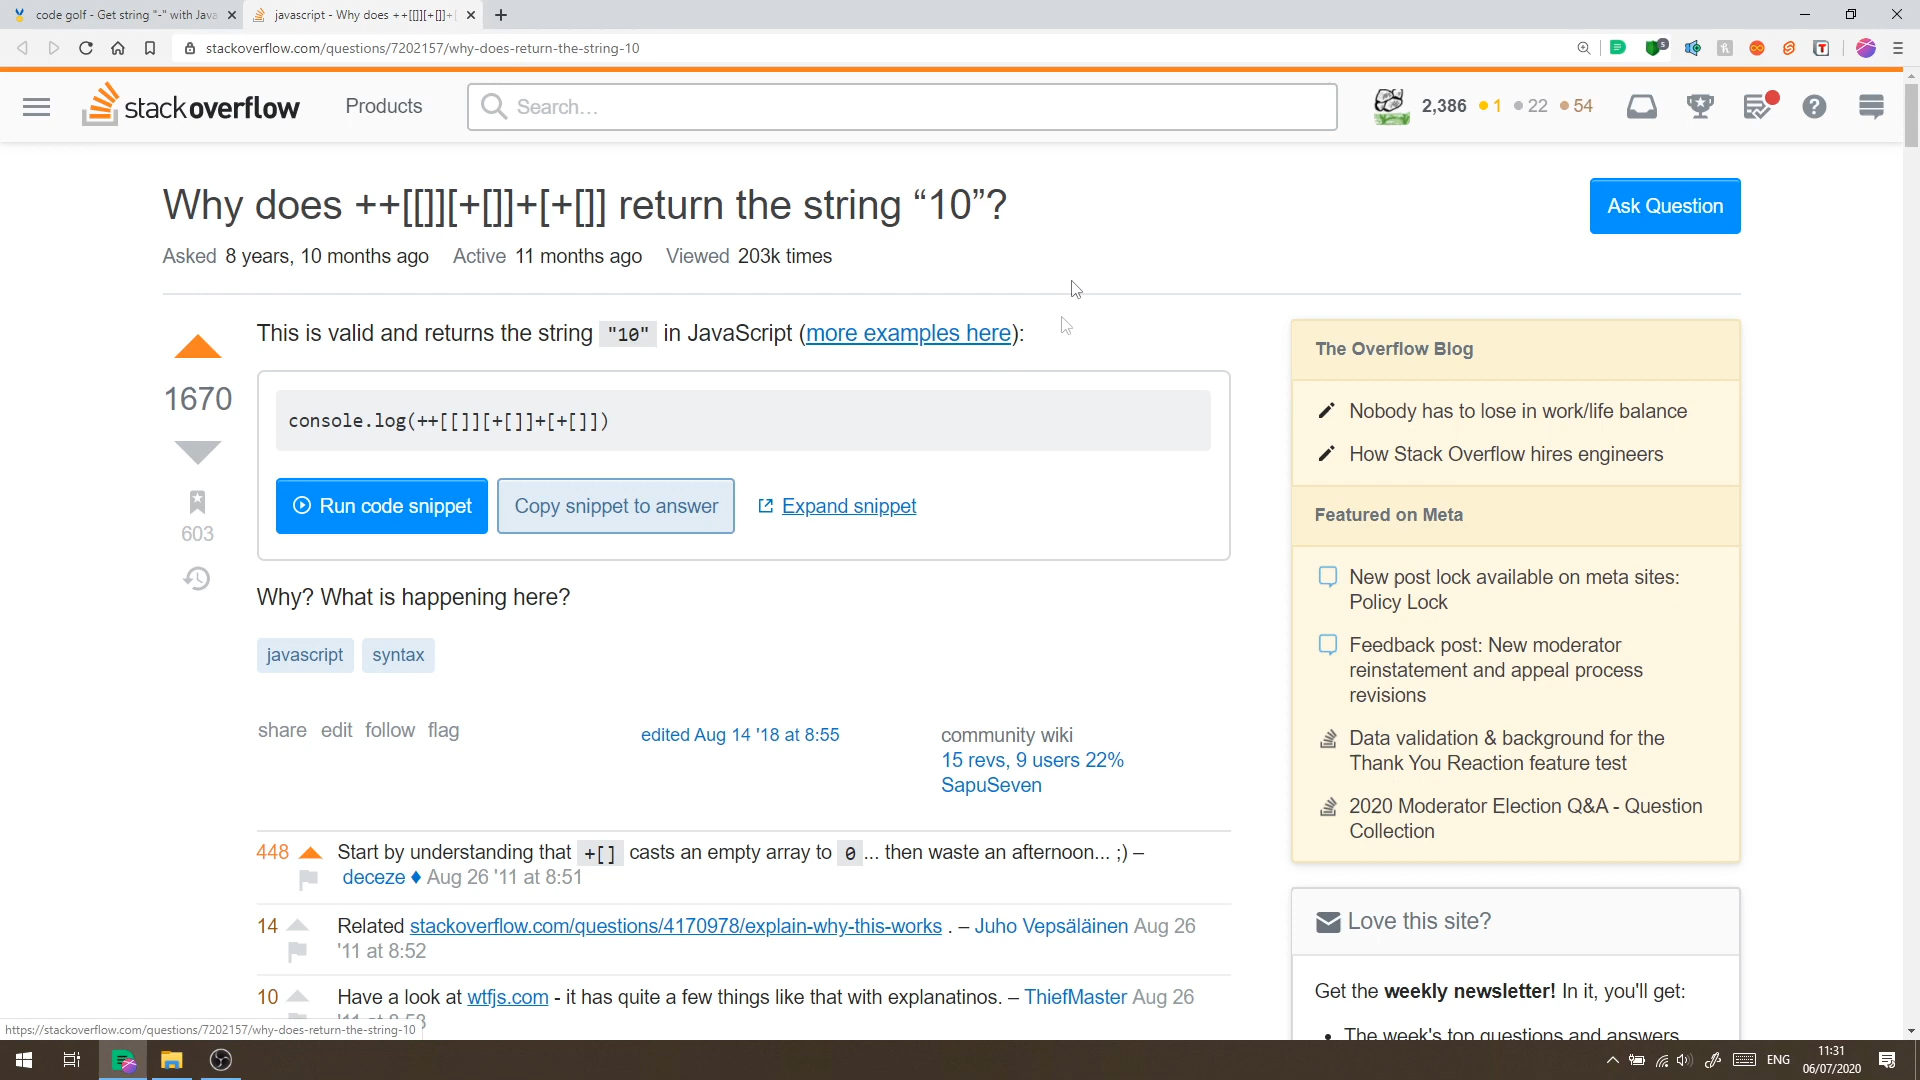 code golf - Get string "-" with Java
javascript - Why does ++[[]][+[]]+[
stackoverflow.com/questions/7202157/why-does-return-the-string-10
5
T
stackoverflow
Products
Search...
2,386 1 22 54
Why does ++[[]][+[]]+[+[]] return the string “10”?
Ask Question
Asked 8 years, 10 months ago Active 11 months ago Viewed 203k times
This is valid and returns the string "10" in JavaScript (more examples here):
1670
console.log(++[[]][+[]]+[+[]])
Run code snippet
Copy snippet to answer
Expand snippet
603
Why? What is happening here?
javascript syntax
share edit follow flag
edited Aug 14 '18 at 8:55
community wiki
15 revs, 9 users 22%
SapuSeven
448 Start by understanding that +[] casts an empty array to 0 ... then waste an afternoon... ;) –
deceze ♦ Aug 26 '11 at 8:51
14 Related stackoverflow.com/questions/4170978/explain-why-this-works . – Juho Vepsäläinen Aug 26
'11 at 8:52
10 Have a look at wtfjs.com - it has quite a few things like that with explanatinos. – ThiefMaster Aug 26
The Overflow Blog
Nobody has to lose in work/life balance
How Stack Overflow hires engineers
Featured on Meta
New post lock available on meta sites:
Policy Lock
Feedback post: New moderator
reinstatement and appeal process
revisions
Data validation & background for the
Thank You Reaction feature test
2020 Moderator Election Q&A - Question
Collection
Love this site?
Get the weekly newsletter! In it, you'll get:
The week's top questions and answers
https://stackoverflow.com/questions/7202157/why-does-return-the-string-10
ENG
11:31
06/07/2020